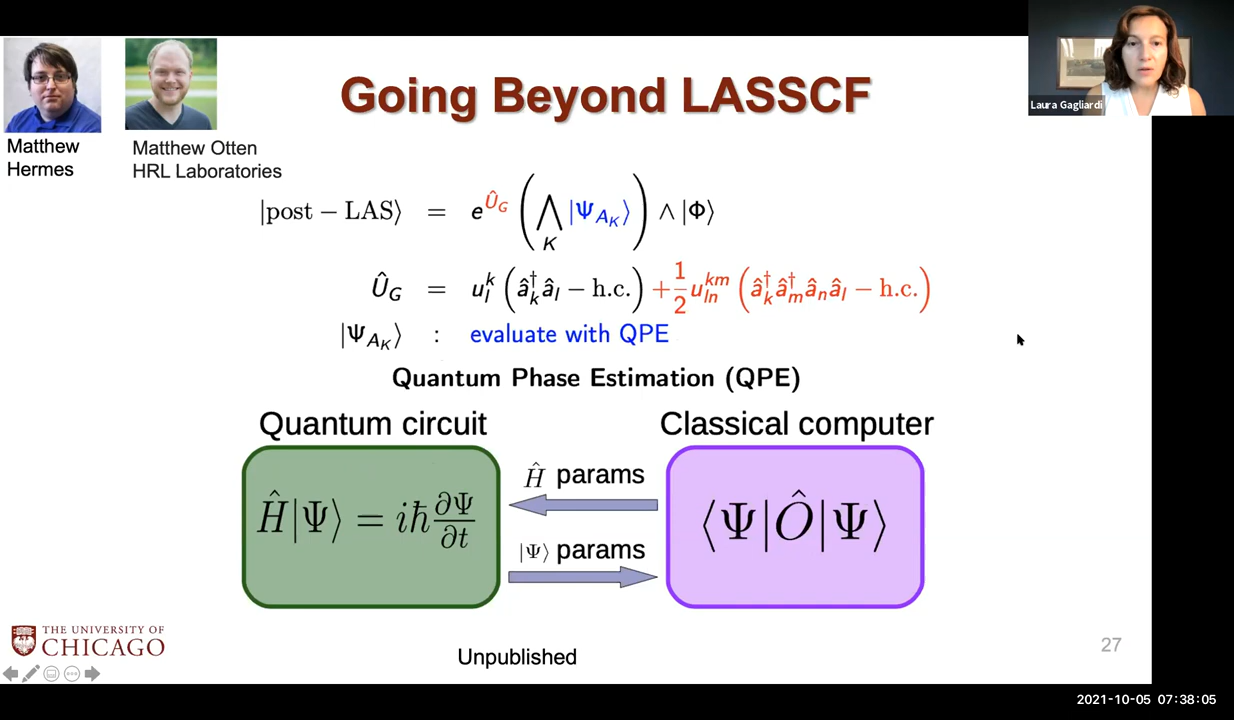 Laura Gagliardi
Going Beyond LASSCF
Matthew
Hermes
Matthew Otten
HRL Laboratories
|post − LAS⟩ = e^{Û_G} (⋀_K |Ψ_{A_K}⟩) ∧ |Φ⟩
Û_G = u_l^k (â_k^† â_l − h.c.) + 1/2 u_{ln}^{km} (â_k^† â_m^† â_n â_l − h.c.)
|Ψ_{A_K}⟩ : evaluate with QPE
Quantum Phase Estimation (QPE)
Quantum circuit
Classical computer
Ĥ|Ψ⟩ = iħ ∂Ψ/∂t
Ĥ params
|Ψ⟩ params
⟨Ψ|Ô|Ψ⟩
THE UNIVERSITY OF
CHICAGO
Unpublished
27
2021-10-05 07:38:05